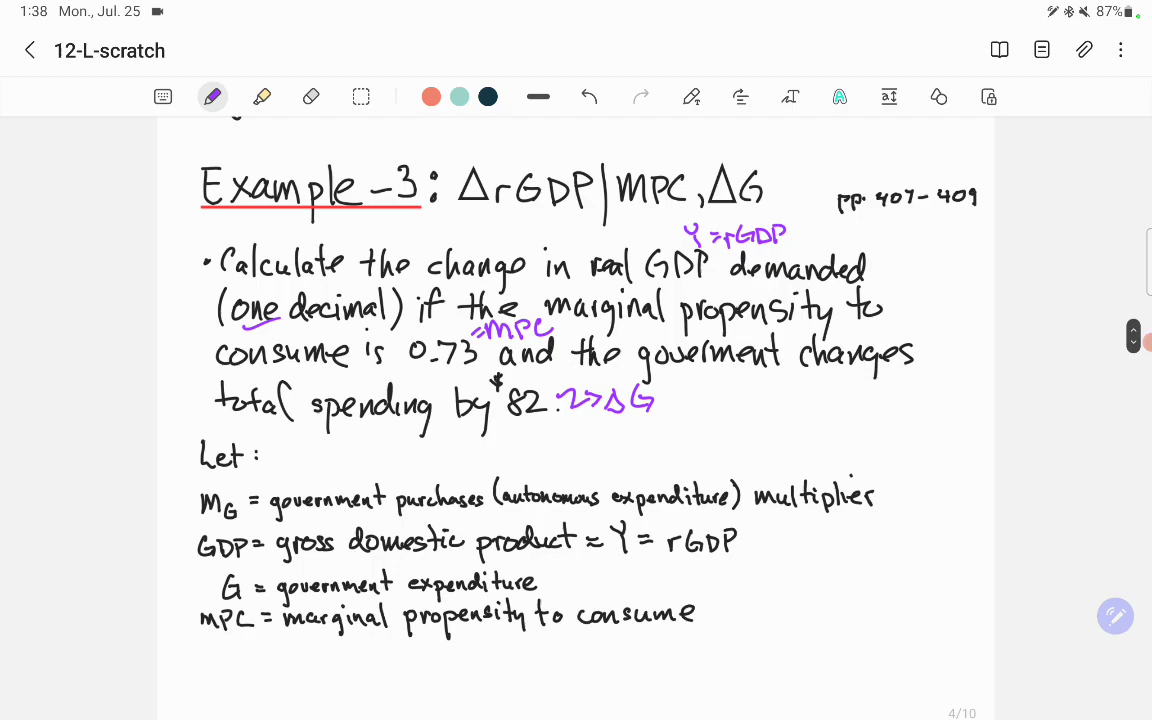 1:38 Mon., Jul. 25
87%
12-L-scratch
Example-3: ΔrGDP|MPC, ΔG
pp. 407-409
Y=rGDP
• Calculate the change in real GDP demanded
(one decimal) if the marginal propensity to
=MPC
consume is 0.73 and the goverment changes
total spending by $82. => ΔG
Let:
MG = government purchases (autonomous expenditure) multiplier
GDP = gross domestic product = Y = rGDP
G = government expenditure
MPC = marginal propensity to consume
4/10